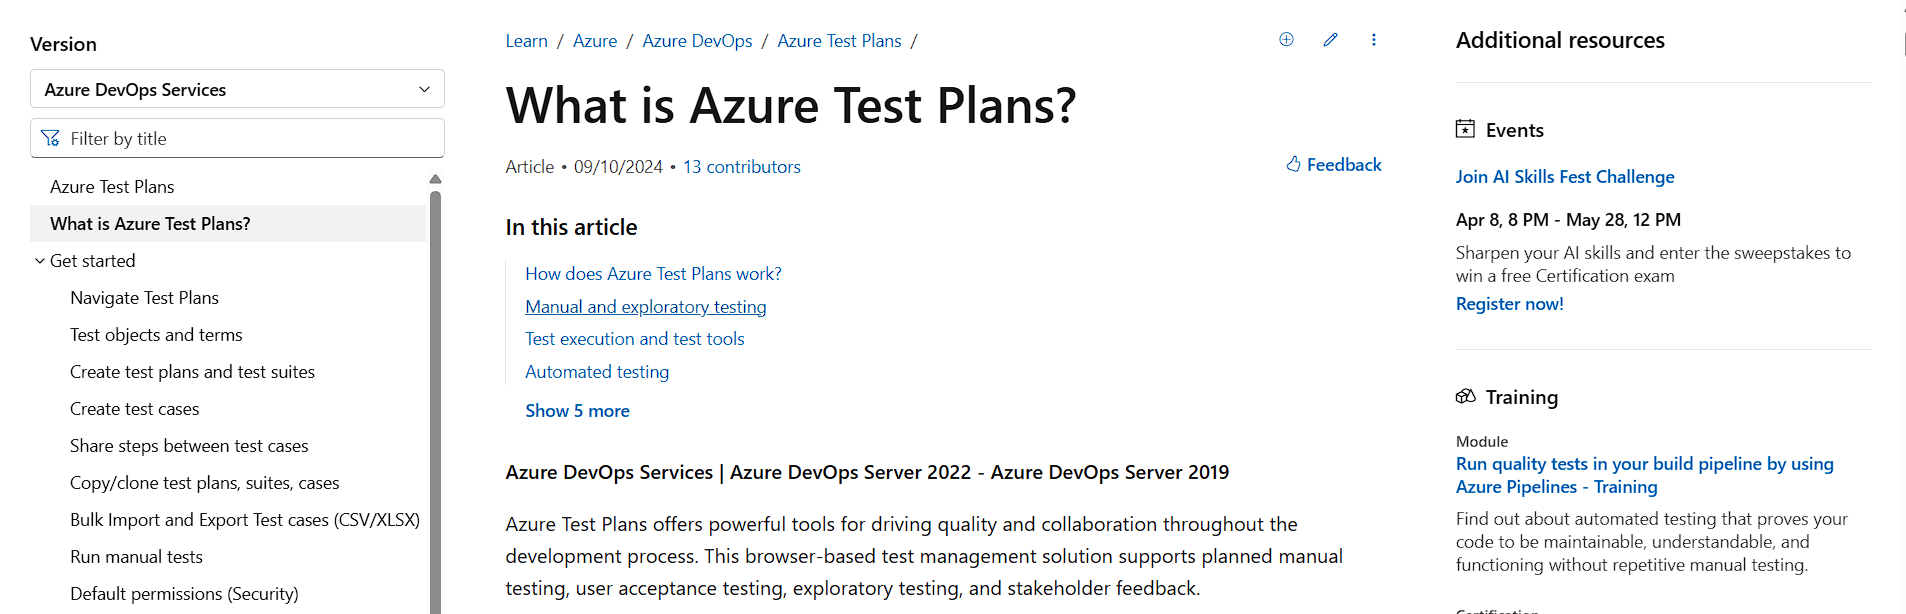 Version
Azure DevOps Services
Filter by title
Azure Test Plans
What is Azure Test Plans?
Get started
Navigate Test Plans
Test objects and terms
Create test plans and test suites
Create test cases
Share steps between test cases
Copy/clone test plans, suites, cases
Bulk Import and Export Test cases (CSV/XLSX)
Run manual tests
Default permissions (Security)
Learn / Azure / Azure DevOps / Azure Test Plans /
What is Azure Test Plans?
Article • 09/10/2024 • 13 contributors
Feedback
In this article
How does Azure Test Plans work?
Manual and exploratory testing
Test execution and test tools
Automated testing
Show 5 more
Azure DevOps Services | Azure DevOps Server 2022 - Azure DevOps Server 2019
Azure Test Plans offers powerful tools for driving quality and collaboration throughout the
development process. This browser-based test management solution supports planned manual
testing, user acceptance testing, exploratory testing, and stakeholder feedback.
Additional resources
Events
Join AI Skills Fest Challenge
Apr 8, 8 PM - May 28, 12 PM
Sharpen your AI skills and enter the sweepstakes to
win a free Certification exam
Register now!
Training
Module
Run quality tests in your build pipeline by using
Azure Pipelines - Training
Find out about automated testing that proves your
code to be maintainable, understandable, and
functioning without repetitive manual testing.